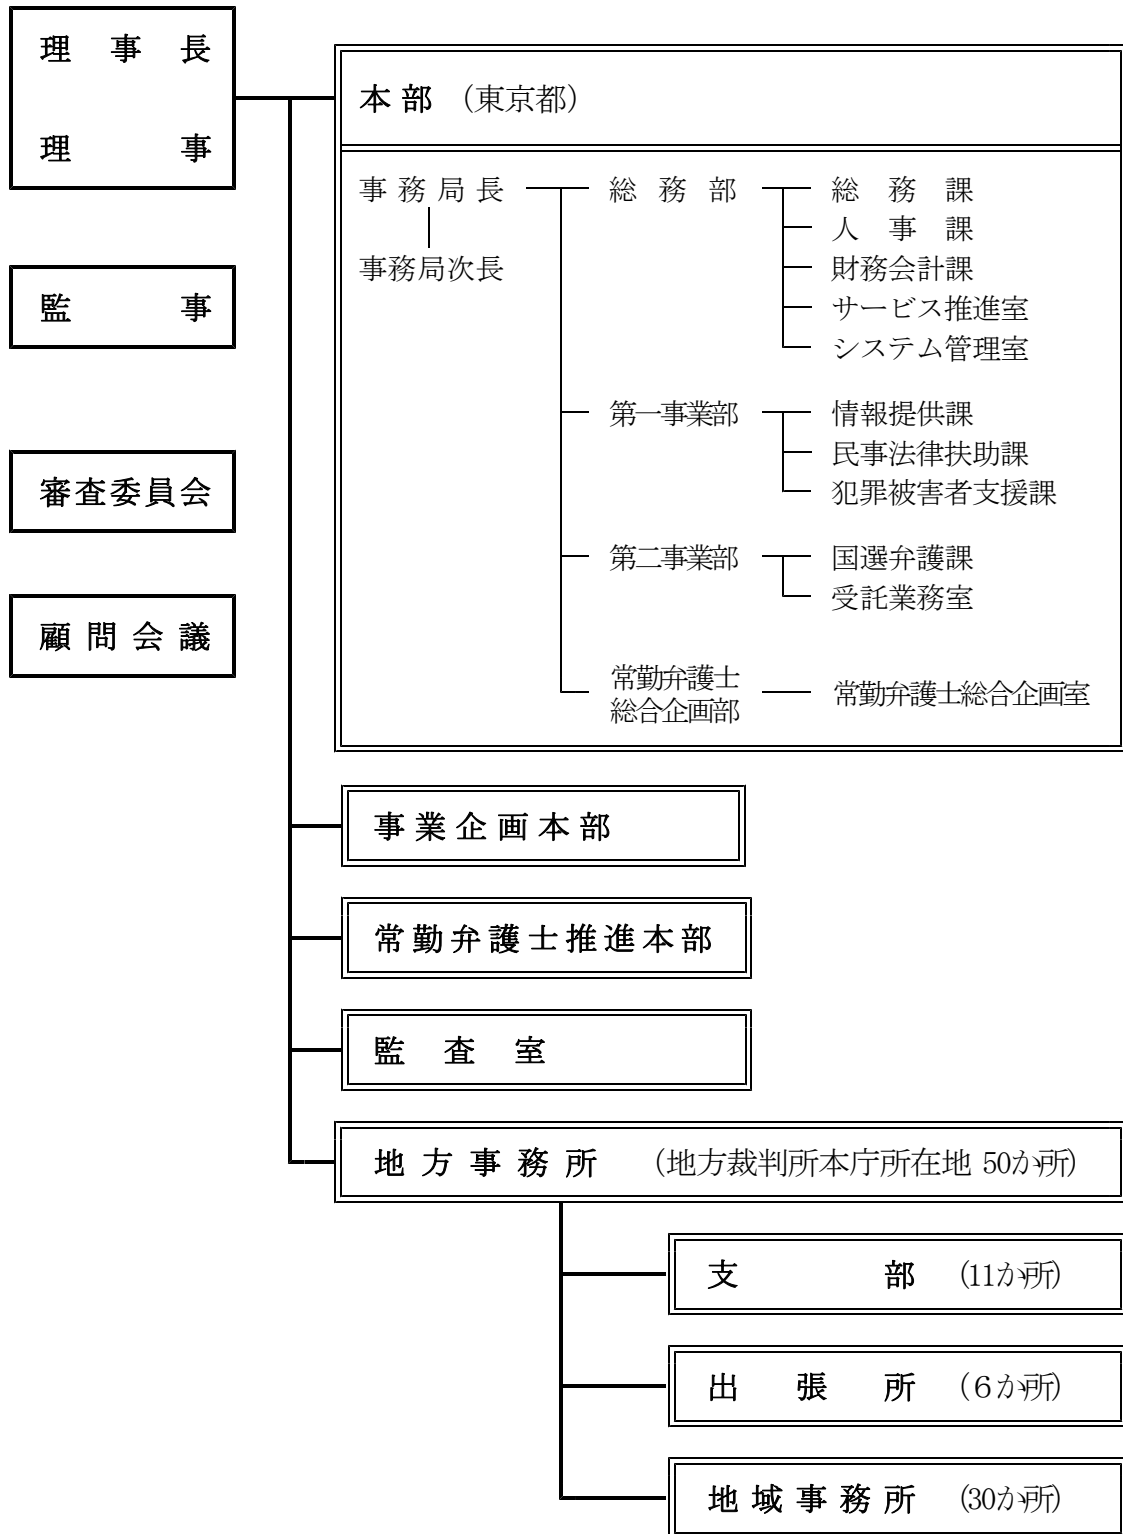 理事長
理事
監事
審査委員会
顧問会議
本部 (東京都)
事務局長
事務局次長
総務部
総務課
人事課
財務会計課
サービス推進室
システム管理室
第一事業部
情報提供課
民事法律扶助課
犯罪被害者支援課
第二事業部
国選弁護課
受託業務室
常勤弁護士
総合企画部
常勤弁護士総合企画室
事業企画本部
常勤弁護士推進本部
監査室
地方事務所 (地方裁判所本庁所在地 50か所)
支部 (11か所)
出張所 (6か所)
地域事務所 (30か所)